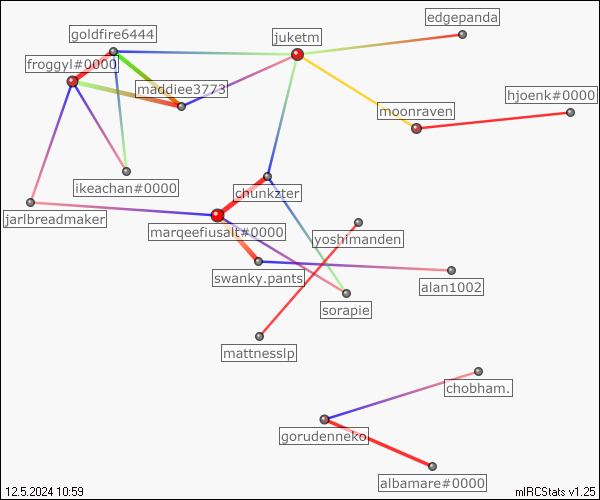 edgepanda
goldfire6444
juketm
froggyl#0000
maddiee3773
hjoenk#0000
moonraven
ikeachan#0000
chunkzter
jarlbreadmaker
marqeefiusalt#0000
yoshimanden
swanky.pants
alan1002
sorapie
mattnesslp
chobham.
gorudenneko
albamare#0000
12.5.2024 10:59
mIRCStats v1.25